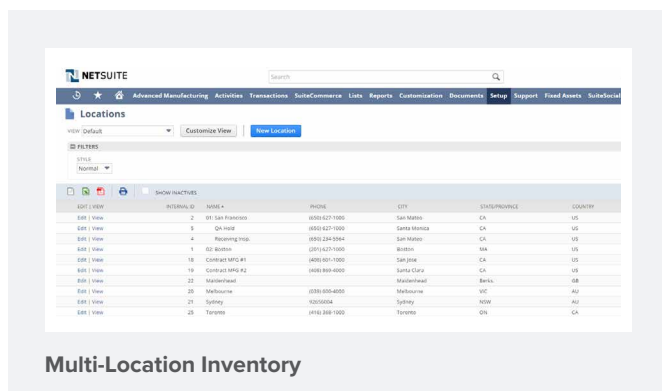 NETSUITE
Search
Advanced Manufacturing Activities Transactions SuiteCommerce Lists Reports Customization Documents Setup Support Fixed Assets SuiteSocial
Locations
VIEW Default Customize View New Location
FILTERS
STYLE
Normal
SHOW INACTIVES
EDIT | VIEW INTERNAL ID NAME PHONE CITY STATE/PROVINCE COUNTRY
Edit | View 2 01: San Francisco (650) 627-1000 San Mateo CA US
Edit | View 5 QA Hold (650) 627-1000 Santa Monica CA US
Edit | View 4 Receiving Insp. (650) 234-5564 San Mateo CA US
Edit | View 1 02: Boston (201) 627-1000 Boston MA US
Edit | View 18 Contract MFG #1 (408) 601-1000 San Jose CA US
Edit | View 19 Contract MFG #2 (408) 869-4000 Santa Clara CA US
Edit | View 22 Maidenhead Maidenhead Berks. GB
Edit | View 20 Melbourne Melbourne VIC AU
Edit | View 21 Sydney 92656004 Sydney NSW AU
Edit | View 25 Toronto (416) 368-1000 Toronto ON CA
Multi-Location Inventory